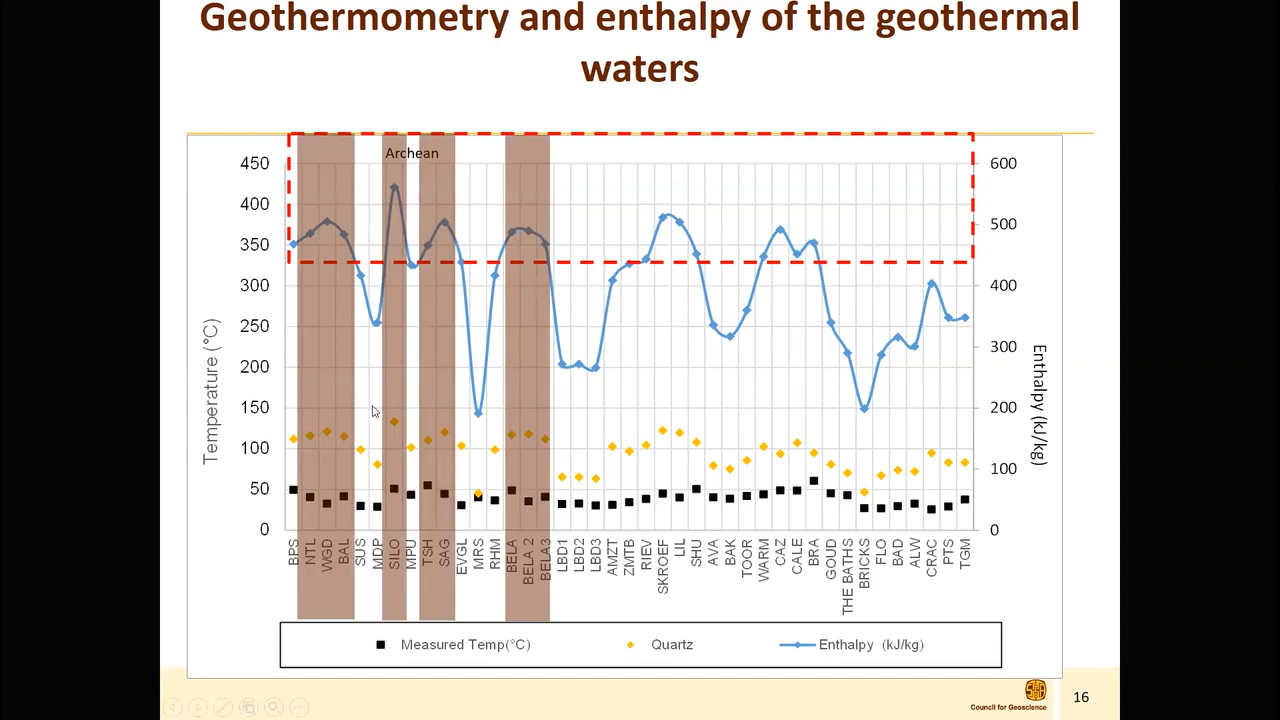 Geothermometry and enthalpy of the geothermal
waters
Archean
450
400
350
300
250
200
150
100
50
0
Temperature (°C)
600
500
400
300
200
100
0
Enthalpy (kJ/kg)
BPS
NTL
WGD
BAL
SUS
MDP
SILO
MPU
TSH
SAG
EVGL
MRS
RHM
BELA
BELA 2
BELA3
LBD1
LBD2
LBD3
AMZT
ZMTB
RIEV
SKROEF
LIL
SHU
AVA
BAK
TOOR
WARM
CAZ
CALE
BRA
GOUD
THE BATHS
BRICKS
FLO
BAD
ALW
CRAC
PTS
TGM
Measured Temp(°C)
Quartz
Enthalpy (kJ/kg)
Council for Geoscience
16